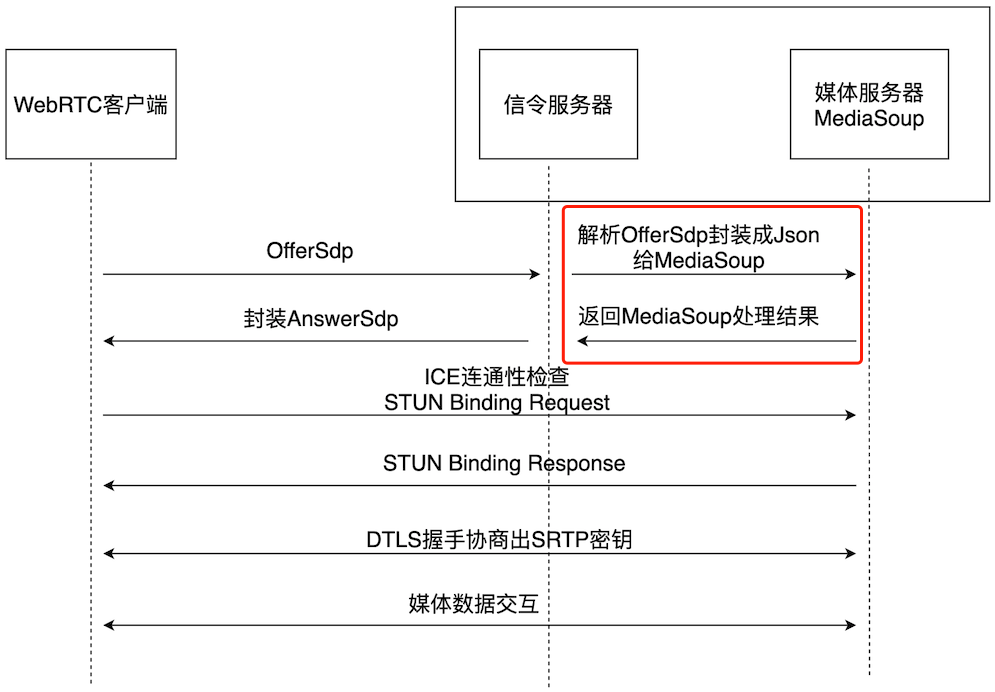 WebRTC客户端
信令服务器
媒体服务器
MediaSoup
OfferSdp
解析OfferSdp封装成Json
给MediaSoup
封装AnswerSdp
返回MediaSoup处理结果
ICE连通性检查
STUN Binding Request
STUN Binding Response
DTLS握手协商出SRTP密钥
媒体数据交互